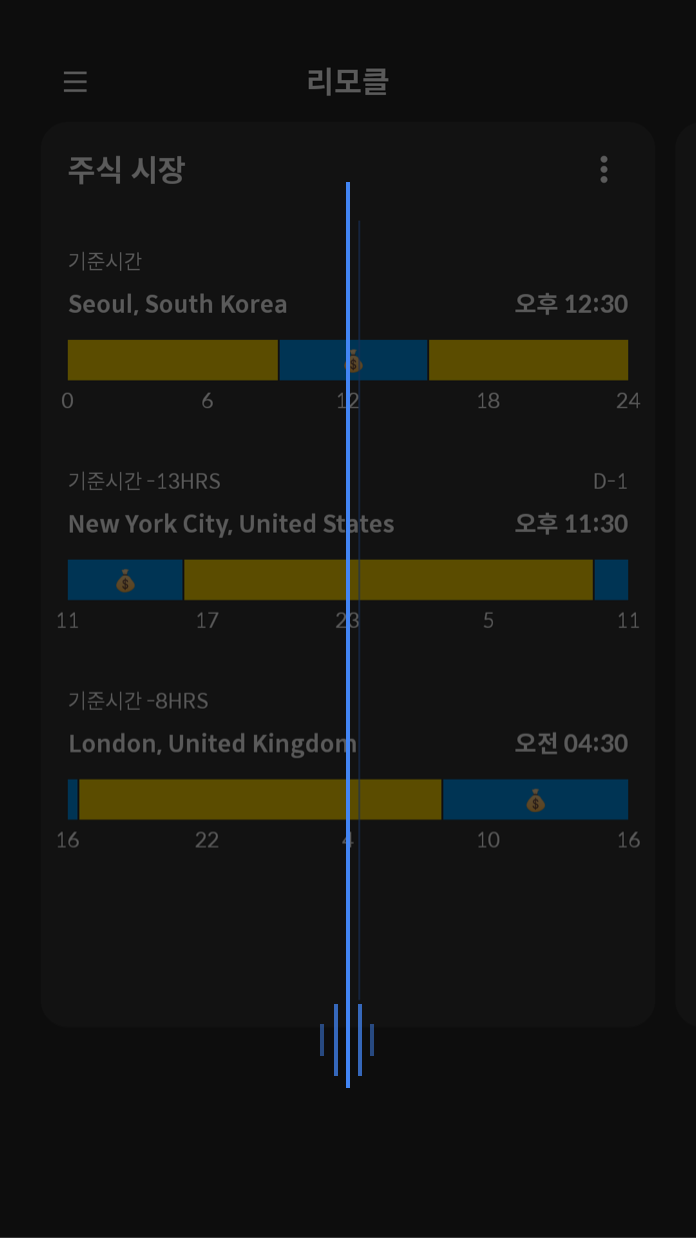 리모클
주식 시장
기준시간
Seoul, South Korea 오후 12:30
0 6 12 18 24
기준시간 -13HRS D-1
New York City, United States 오후 11:30
11 17 23 5 11
기준시간 -8HRS
London, United Kingdom 오전 04:30
16 22 4 10 16